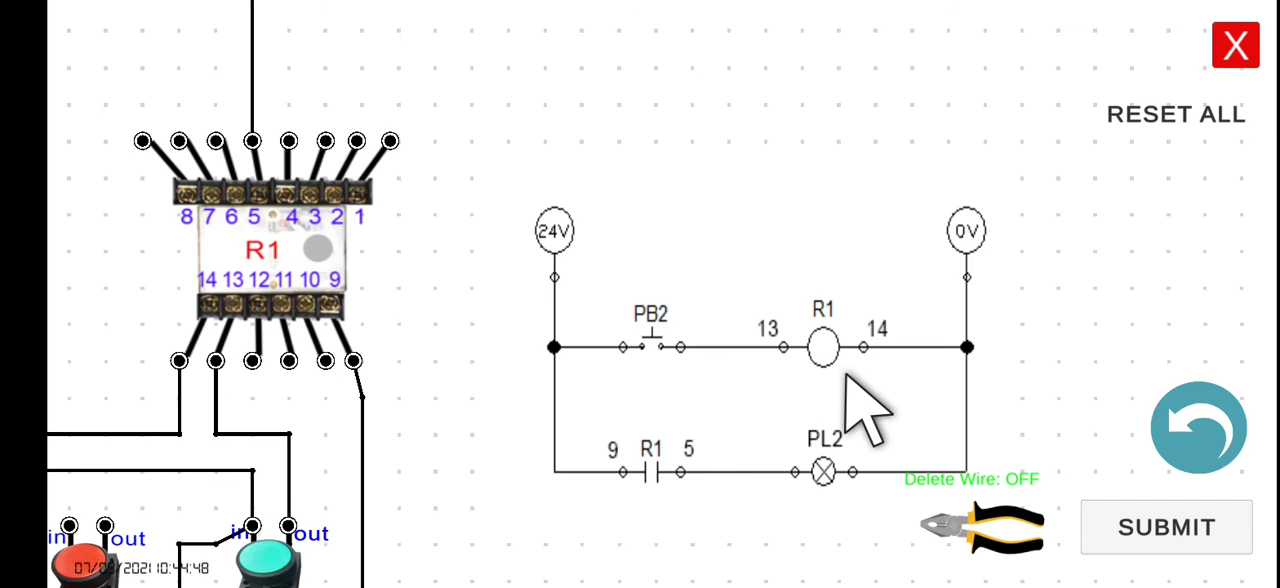 X
RESET ALL
8 7 6 5 4 3 2 1
R1
14 13 12 11 10 9
24V
0V
PB2
13
R1
14
9
R1
5
PL2
Delete Wire: OFF
SUBMIT
in
out
in
out
07/09/2021 10:44:48